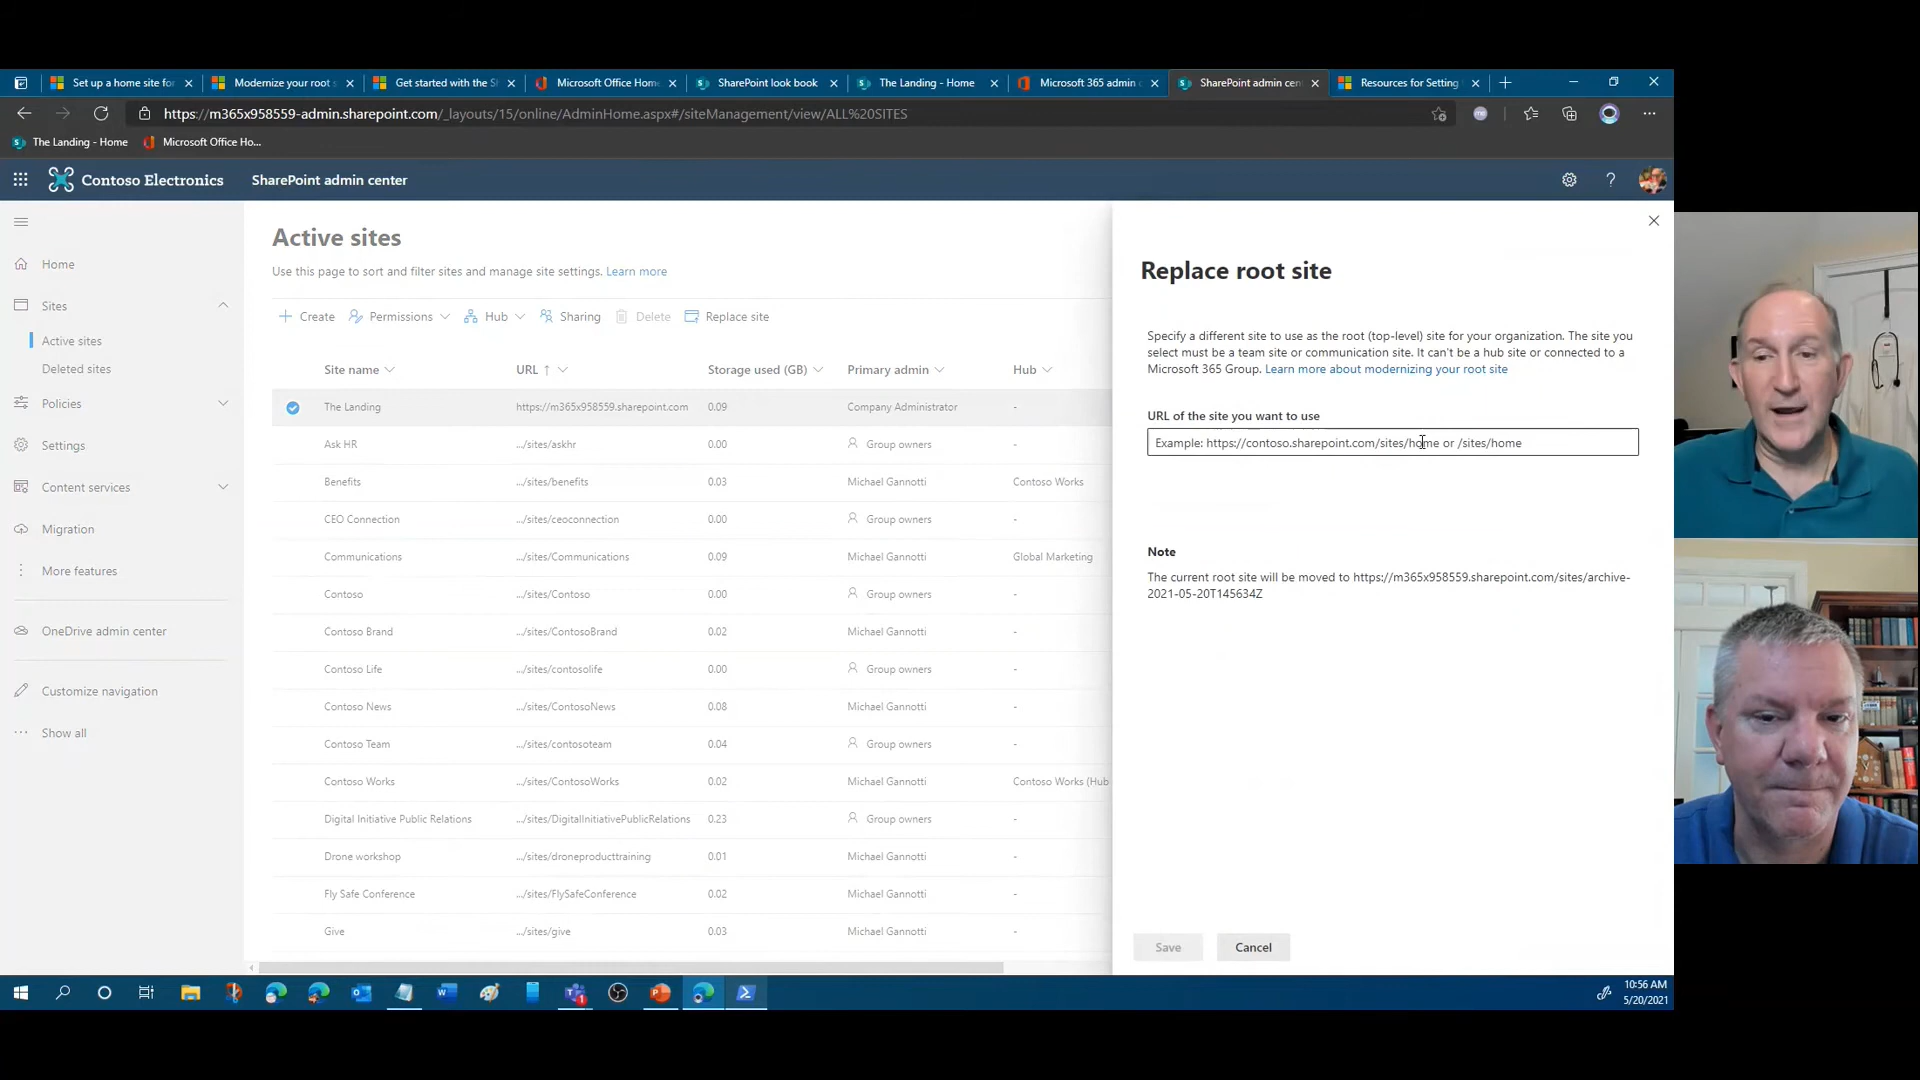 Set up a home site fo
Modernize your root s
Get started with the S
Microsoft Office Hom
SharePoint look book
The Landing - Home
Microsoft 365 admin c
SharePoint admin cen
Resources for Setting
https://m365x958559-admin.sharepoint.com/_layouts/15/online/AdminHome.aspx#/siteManagement/view/ALL%20SITES
The Landing - Home
Microsoft Office Ho...
Contoso Electronics
SharePoint admin center
?
Home
Sites
Active sites
Deleted sites
Policies
Settings
Content services
Migration
More features
OneDrive admin center
Customize navigation
Show all
Active sites
Use this page to sort and filter sites and manage site settings. Learn more
Create Permissions Hub Sharing Delete Replace site
Site name URL ↑ Storage used (GB) Primary admin Hub
The Landing https://m365x958559.sharepoint.com 0.09 Company Administrator -
Ask HR .../sites/askhr 0.00 Group owners -
Benefits .../sites/benefits 0.03 Michael Gannotti Contoso Works
CEO Connection .../sites/ceoconnection 0.00 Group owners -
Communications .../sites/Communications 0.09 Michael Gannotti Global Marketing
Contoso .../sites/Contoso 0.00 Group owners -
Contoso Brand .../sites/ContosoBrand 0.02 Michael Gannotti -
Contoso Life .../sites/contosolife 0.00 Group owners -
Contoso News .../sites/ContosoNews 0.08 Michael Gannotti -
Contoso Team .../sites/contosoteam 0.04 Group owners -
Contoso Works .../sites/ContosoWorks 0.02 Michael Gannotti Contoso Works (Hub
Digital Initiative Public Relations .../sites/DigitalInitiativePublicRelations 0.23 Group owners -
Drone workshop .../sites/droneproducttraining 0.01 Michael Gannotti -
Fly Safe Conference .../sites/FlySafeConference 0.02 Michael Gannotti -
Give .../sites/give 0.03 Michael Gannotti -
Replace root site
Specify a different site to use as the root (top-level) site for your organization. The site you
select must be a team site or communication site. It can't be a hub site or connected to a
Microsoft 365 Group. Learn more about modernizing your root site
URL of the site you want to use
Example: https://contoso.sharepoint.com/sites/home or /sites/home
Note
The current root site will be moved to https://m365x958559.sharepoint.com/sites/archive-
2021-05-20T145634Z
Save Cancel
10:56 AM
5/20/2021